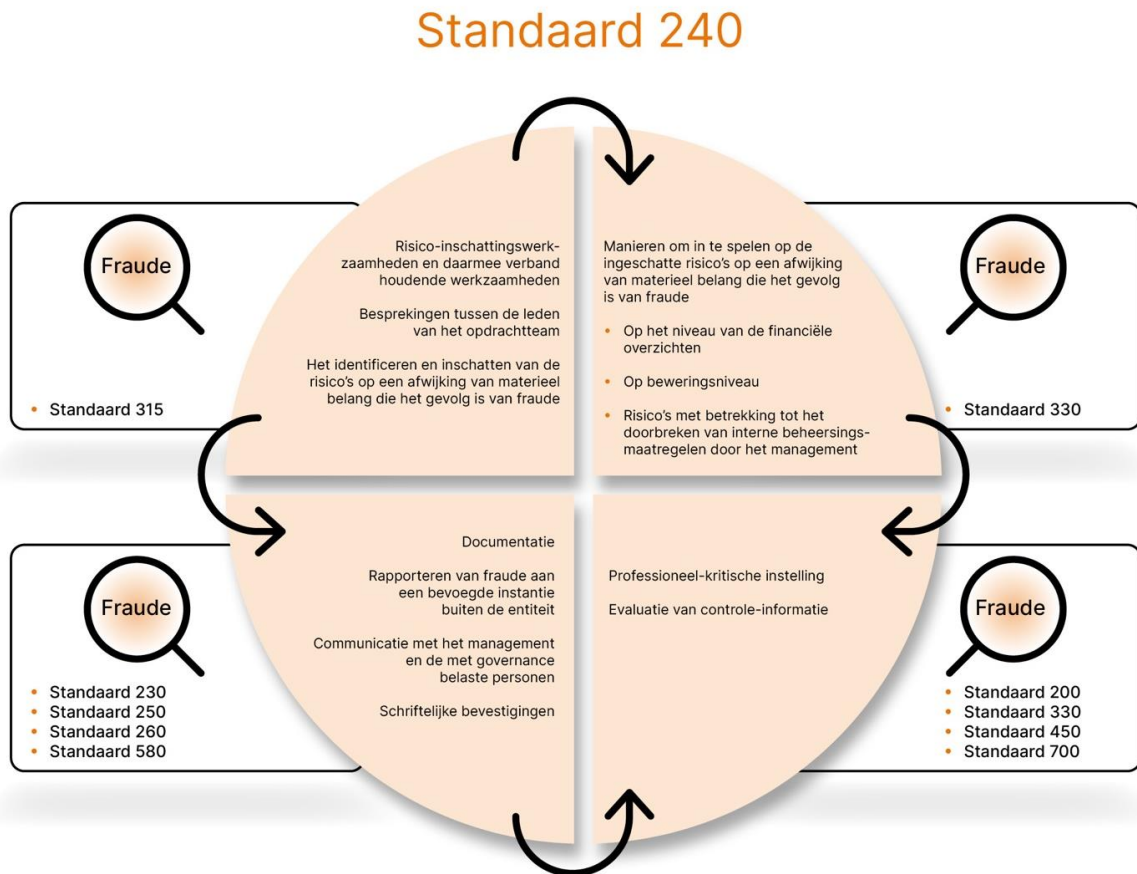 Standaard 240
Fraude
• Standaard 315
Risico-inschattingswerk-
zaamheden en daarmee verband
houdende werkzaamheden
Besprekingen tussen de leden
van het opdrachtteam
Het identificeren en inschatten van de
risico's op een afwijking van materieel
belang die het gevolg is van fraude
Manieren om in te spelen op de
ingeschatte risico's op een afwijking
van materieel belang die het gevolg
is van fraude
• Op het niveau van de financiële
overzichten
• Op beweringsniveau
• Risico's met betrekking tot het
doorbreken van interne beheersings-
maatregelen door het management
Fraude
• Standaard 330
Fraude
• Standaard 230
• Standaard 250
• Standaard 260
• Standaard 580
Documentatie
Rapporteren van fraude aan
een bevoegde instantie
buiten de entiteit
Communicatie met het management
en de met governance
belaste personen
Schriftelijke bevestigingen
Professioneel-kritische instelling
Evaluatie van controle-informatie
Fraude
• Standaard 200
• Standaard 330
• Standaard 450
• Standaard 700